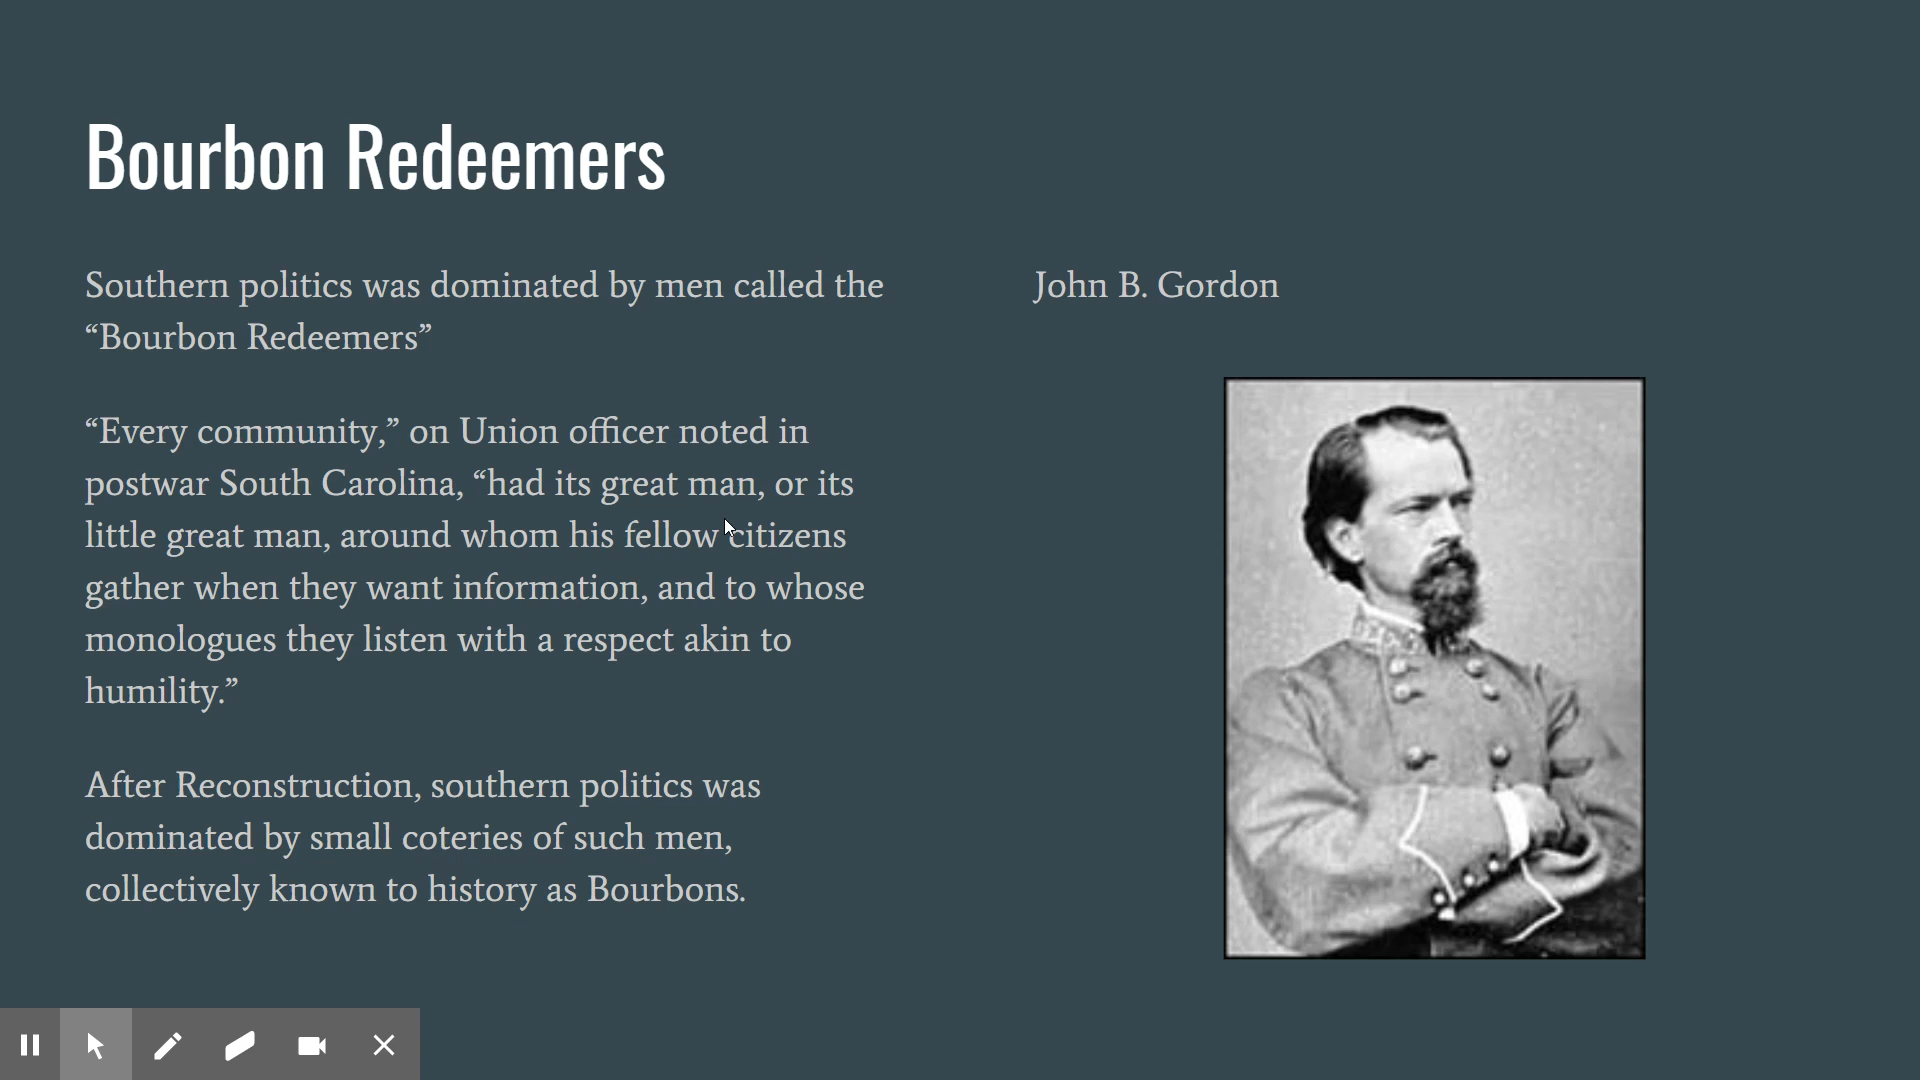 Bourbon Redeemers
Southern politics was dominated by men called the
“Bourbon Redeemers”
“Every community,” on Union officer noted in
postwar South Carolina, “had its great man, or its
little great man, around whom his fellow citizens
gather when they want information, and to whose
monologues they listen with a respect akin to
humility.”
After Reconstruction, southern politics was
dominated by small coteries of such men,
collectively known to history as Bourbons.
John B. Gordon